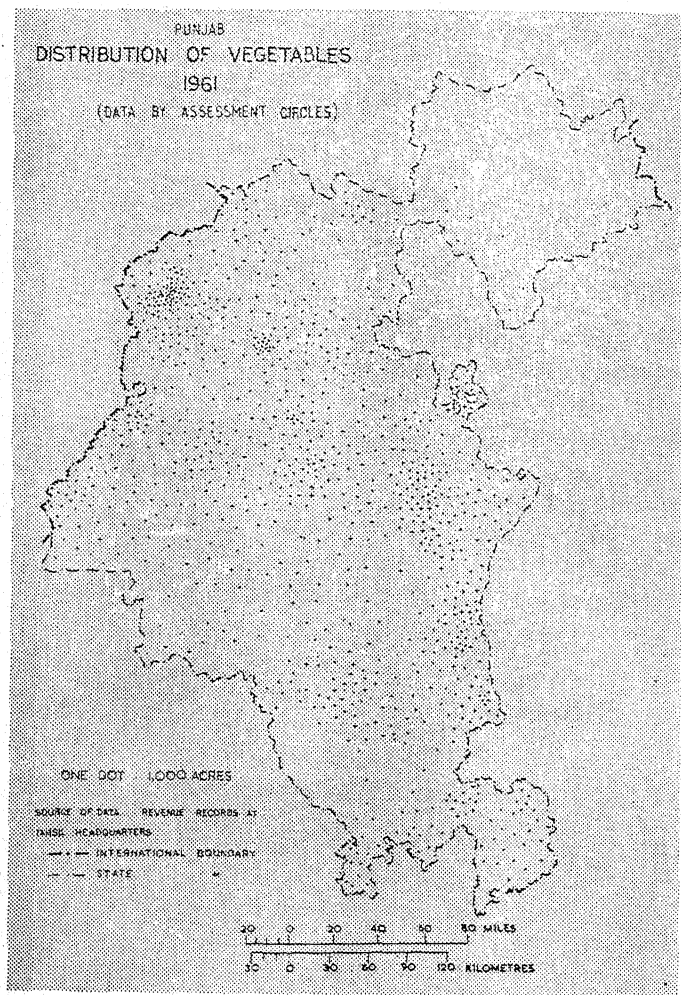 PUNJAB
DISTRIBUTION OF VEGETABLES
1961
(DATA BY ASSESSMENT CIRCLES)
ONE DOT 1,000 ACRES
SOURCE OF DATA REVENUE RECORDS AT
TAHSIL HEADQUARTERS
INTERNATIONAL BOUNDARY
STATE "
20 0 20 40 60 80 MILES
30 0 30 60 90 120 KILOMETRES